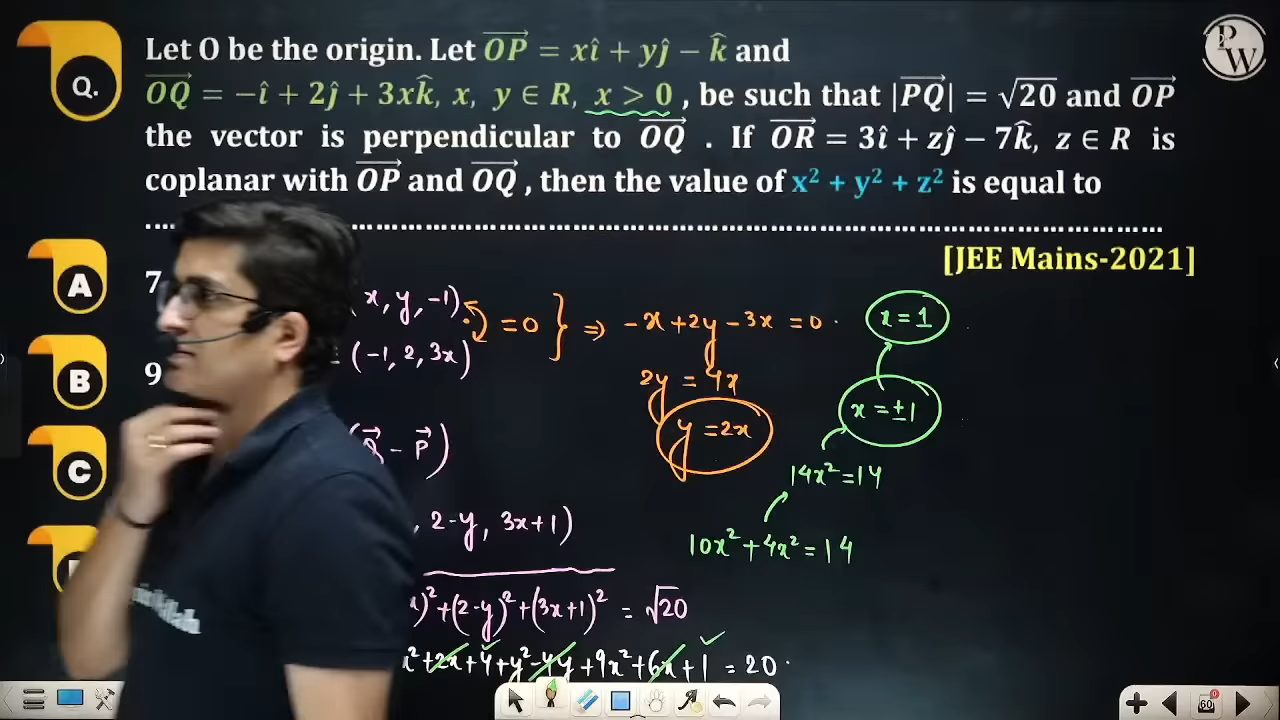 Q.
Let O be the origin. Let $\overrightarrow{OP} = x\hat{i} + y\hat{j} - \hat{k}$ and
$\overrightarrow{OQ} = -\hat{i} + 2\hat{j} + 3x\hat{k}$, x, y ∈ R, x > 0, be such that $|\overrightarrow{PQ}| = \sqrt{20}$ and $\overrightarrow{OP}$
the vector is perpendicular to $\overrightarrow{OQ}$ . If $\overrightarrow{OR} = 3\hat{i} + z\hat{j} - 7\hat{k}$, z ∈ R is
coplanar with $\overrightarrow{OP}$ and $\overrightarrow{OQ}$, then the value of x² + y² + z² is equal to
[JEE Mains-2021]
PW
A 7
B 9
C
x, y, -1)
(-1, 2, 3x)
= 0 } ⇒ -x + 2y - 3x = 0
2y = 4x
y = 2x
- $\vec{P}$)
, 2-y, 3x+1)
)² + (2-y)² + (3x+1)² = √20
x² + 2x + 4 + y² - 4y + 9x² + 6x + 1 = 20
10x² + 4x² = 14
14x² = 14
x = ±1
x = 1
60